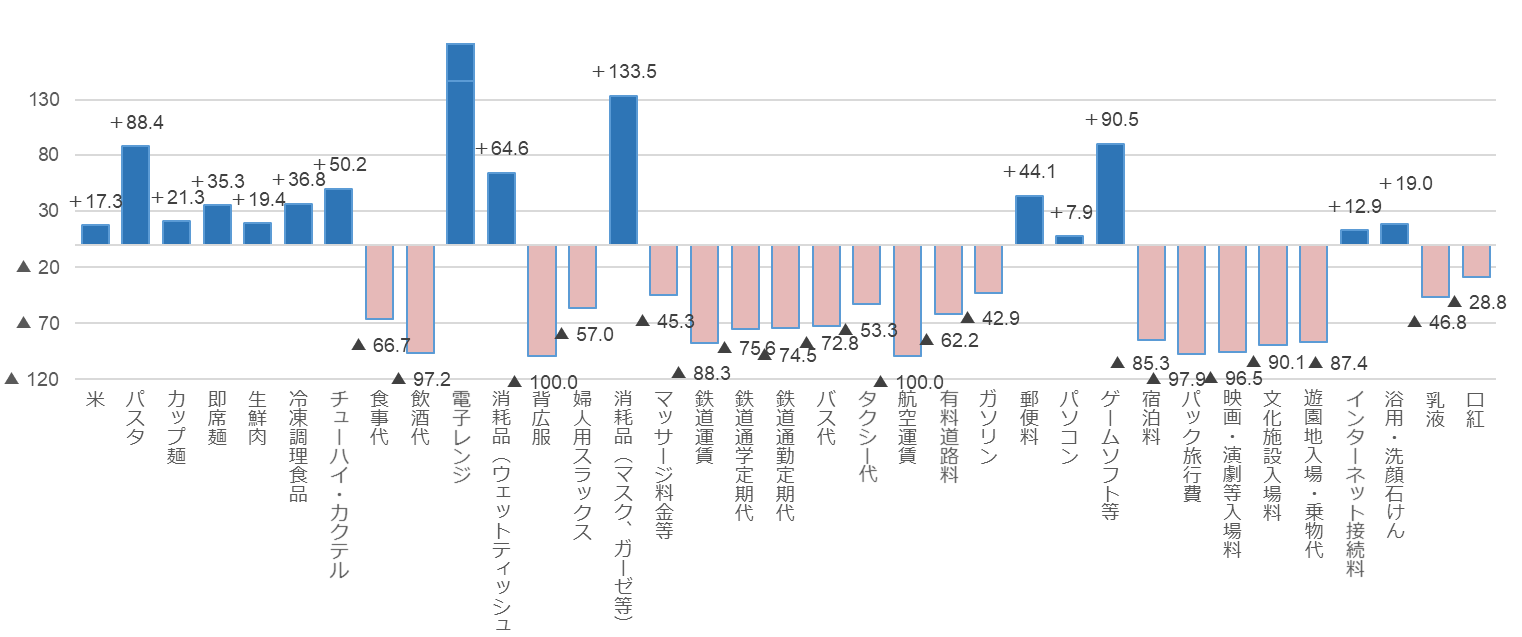 130
80
30
▲ 20
▲ 70
▲ 120
＋17.3
＋88.4
＋21.3
＋35.3
＋19.4
＋36.8
＋50.2
▲ 66.7
▲ 97.2
＋64.6
▲ 100.0
▲ 57.0
＋133.5
▲ 45.3
▲ 88.3
▲ 75.6
▲ 74.5
▲ 72.8
▲ 53.3
▲ 100.0
▲ 62.2
▲ 42.9
＋44.1
＋7.9
＋90.5
▲ 85.3
▲ 97.9
▲ 96.5
▲ 90.1
▲ 87.4
＋12.9
＋19.0
▲ 46.8
▲ 28.8
米
パスタ
カップ麺
即席麺
生鮮肉
冷凍調理食品
チューハイ・カクテル
食事代
飲酒代
電子レンジ
消耗品（ウェットティッシュ
背広服
婦人用スラックス
消耗品（マスク、ガーゼ等）
マッサージ料金等
鉄道運賃
鉄道通学定期代
鉄道通勤定期代
バス代
タクシー代
航空運賃
有料道路料
ガソリン
郵便料
パソコン
ゲームソフト等
宿泊料
パック旅行費
映画・演劇等入場料
文化施設入場料
遊園地入場・乗物代
インターネット接続料
浴用・洗顔石けん
乳液
口紅